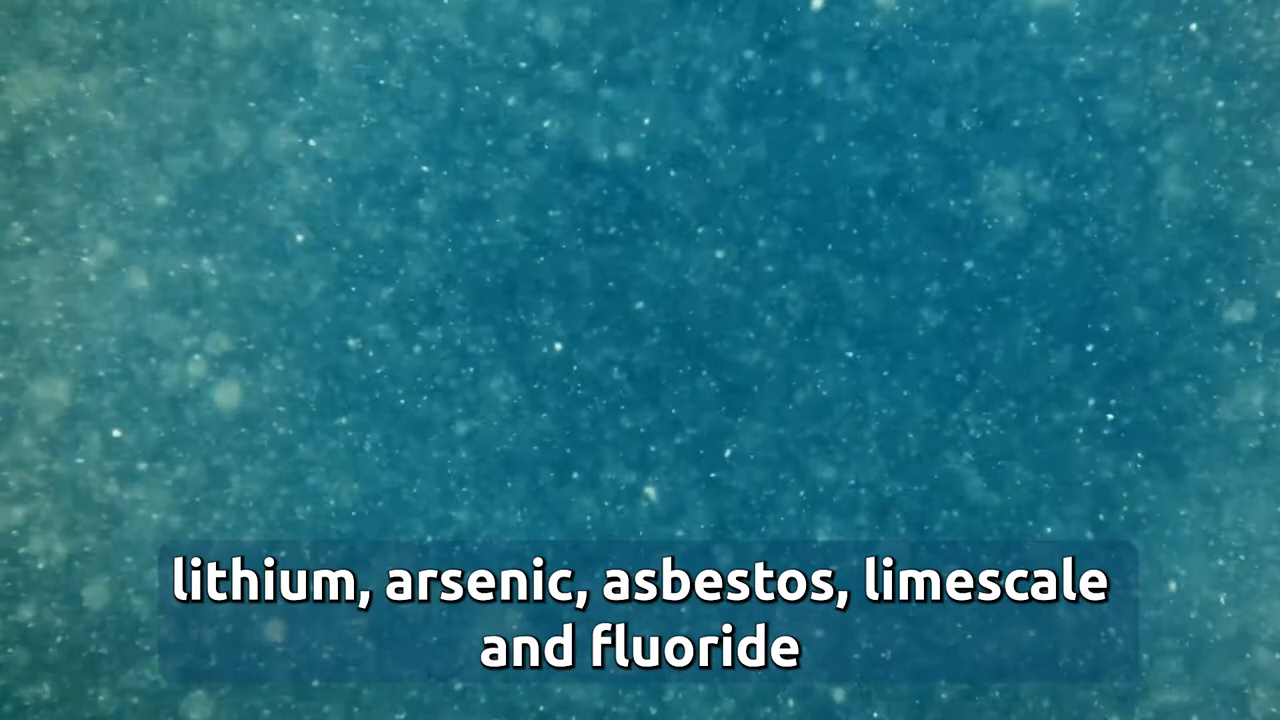 lithium, arsenic, asbestos, limescale
and fluoride